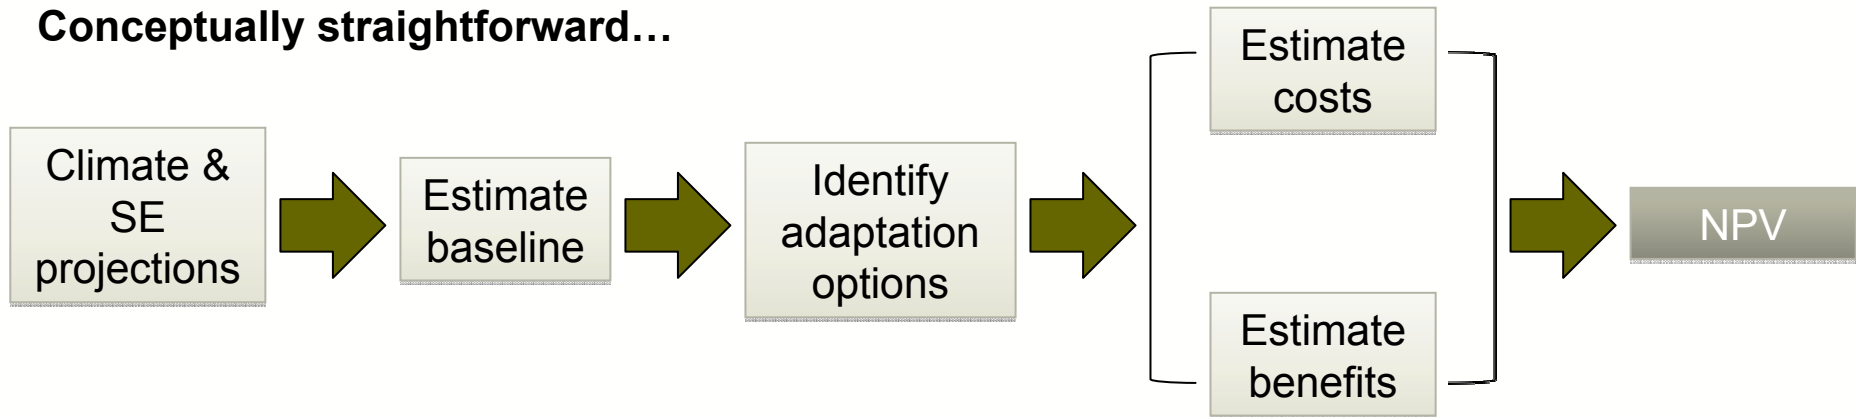 Conceptually straightforward…
Climate &
SE
projections
Estimate
baseline
Identify
adaptation
options
Estimate
costs
Estimate
benefits
NPV